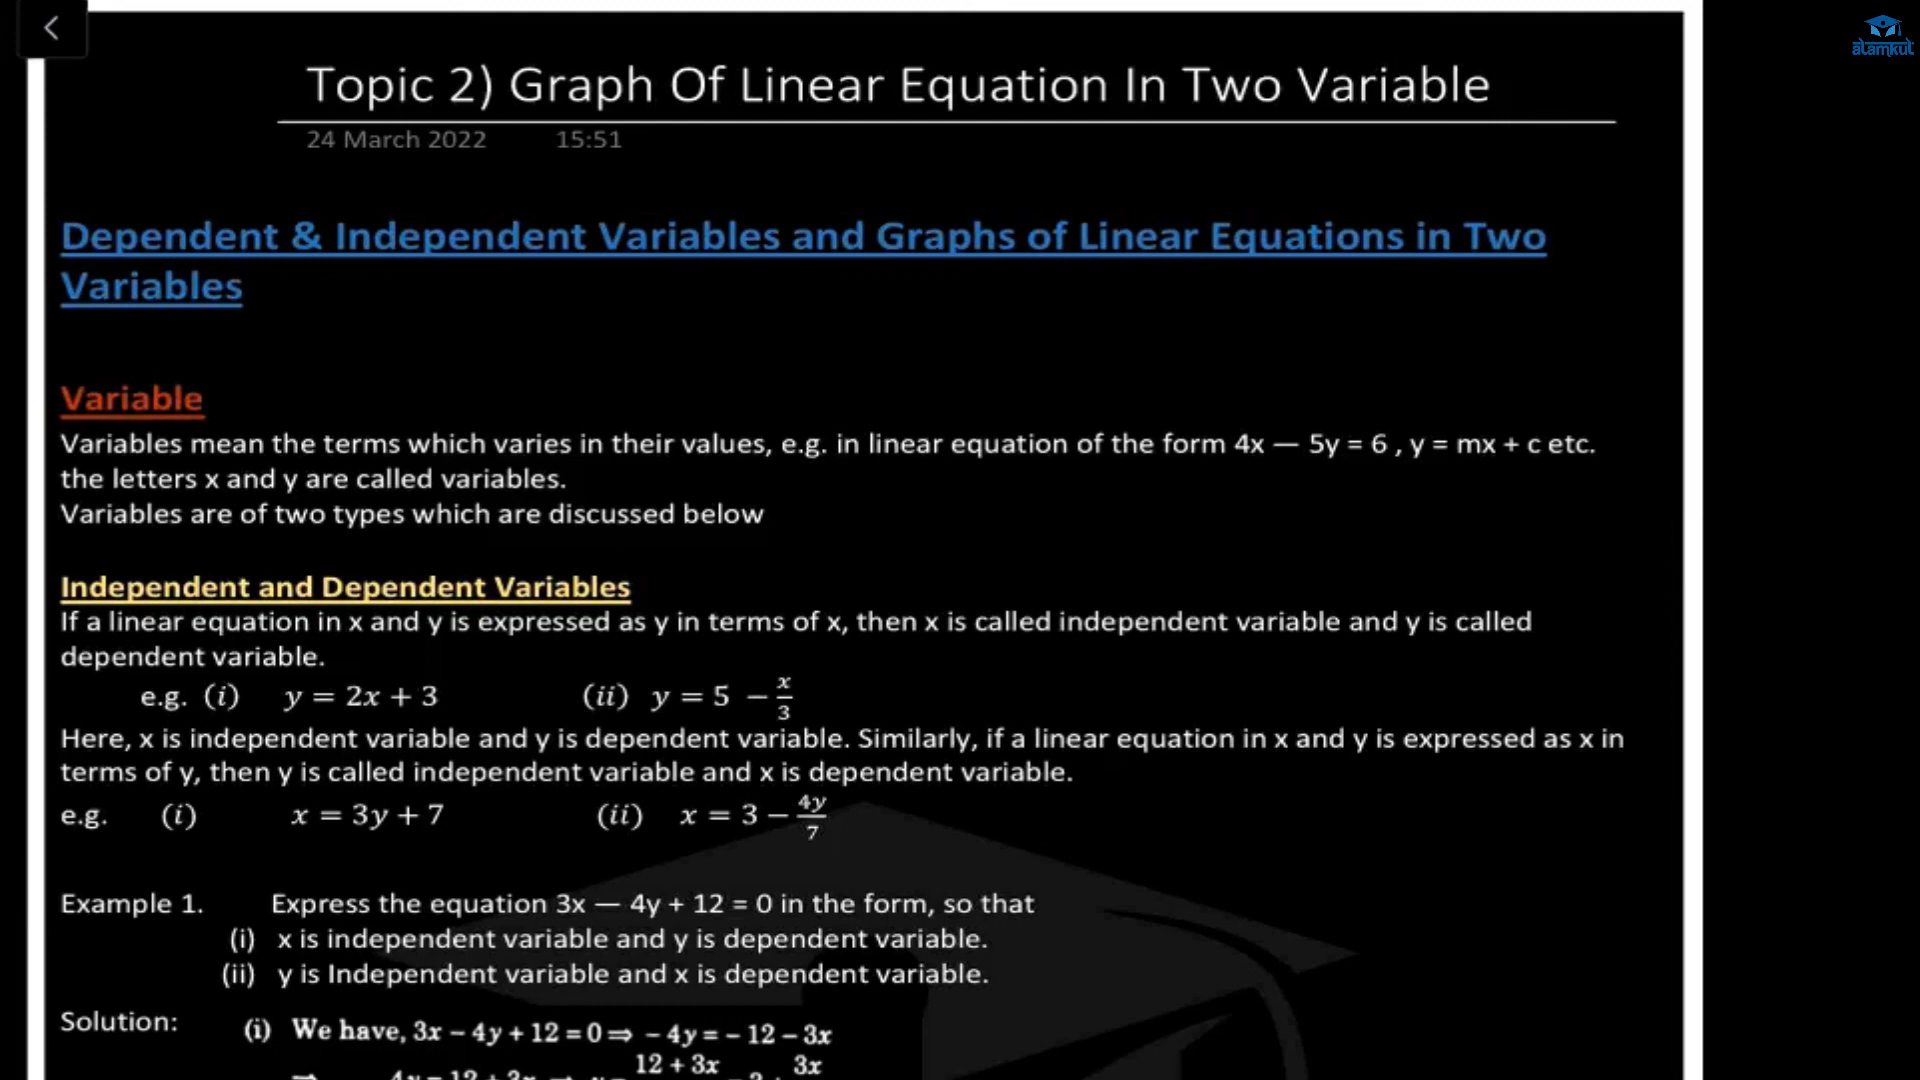 alamkut
Topic 2) Graph Of Linear Equation In Two Variable
24 March 2022 15:51
Dependent & Independent Variables and Graphs of Linear Equations in Two
Variables
Variable
Variables mean the terms which varies in their values, e.g. in linear equation of the form 4x — 5y = 6 , y = mx + c etc.
the letters x and y are called variables.
Variables are of two types which are discussed below
Independent and Dependent Variables
If a linear equation in x and y is expressed as y in terms of x, then x is called independent variable and y is called
dependent variable.
e.g. (i) y = 2x + 3 (ii) y = 5 − x/3
Here, x is independent variable and y is dependent variable. Similarly, if a linear equation in x and y is expressed as x in
terms of y, then y is called independent variable and x is dependent variable.
e.g. (i) x = 3y + 7 (ii) x = 3 − 4y/7
Example 1. Express the equation 3x — 4y + 12 = 0 in the form, so that
(i) x is independent variable and y is dependent variable.
(ii) y is Independent variable and x is dependent variable.
Solution: (i) We have, 3x − 4y + 12 = 0 ⇒ − 4y = − 12 − 3x
12 + 3x 3x